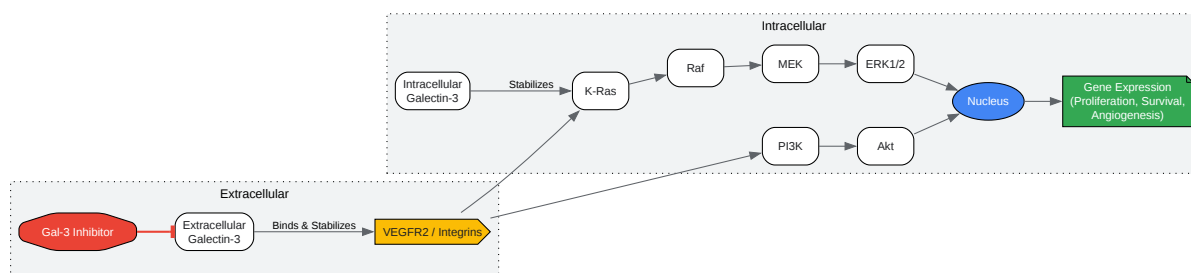 Intracellular
Intracellular
Galectin-3
Stabilizes
K-Ras
Raf
MEK
ERK1/2
Nucleus
Gene Expression
(Proliferation, Survival,
Angiogenesis)
PI3K
Akt
Extracellular
Gal-3 Inhibitor
Extracellular
Galectin-3
Binds & Stabilizes
VEGFR2 / Integrins